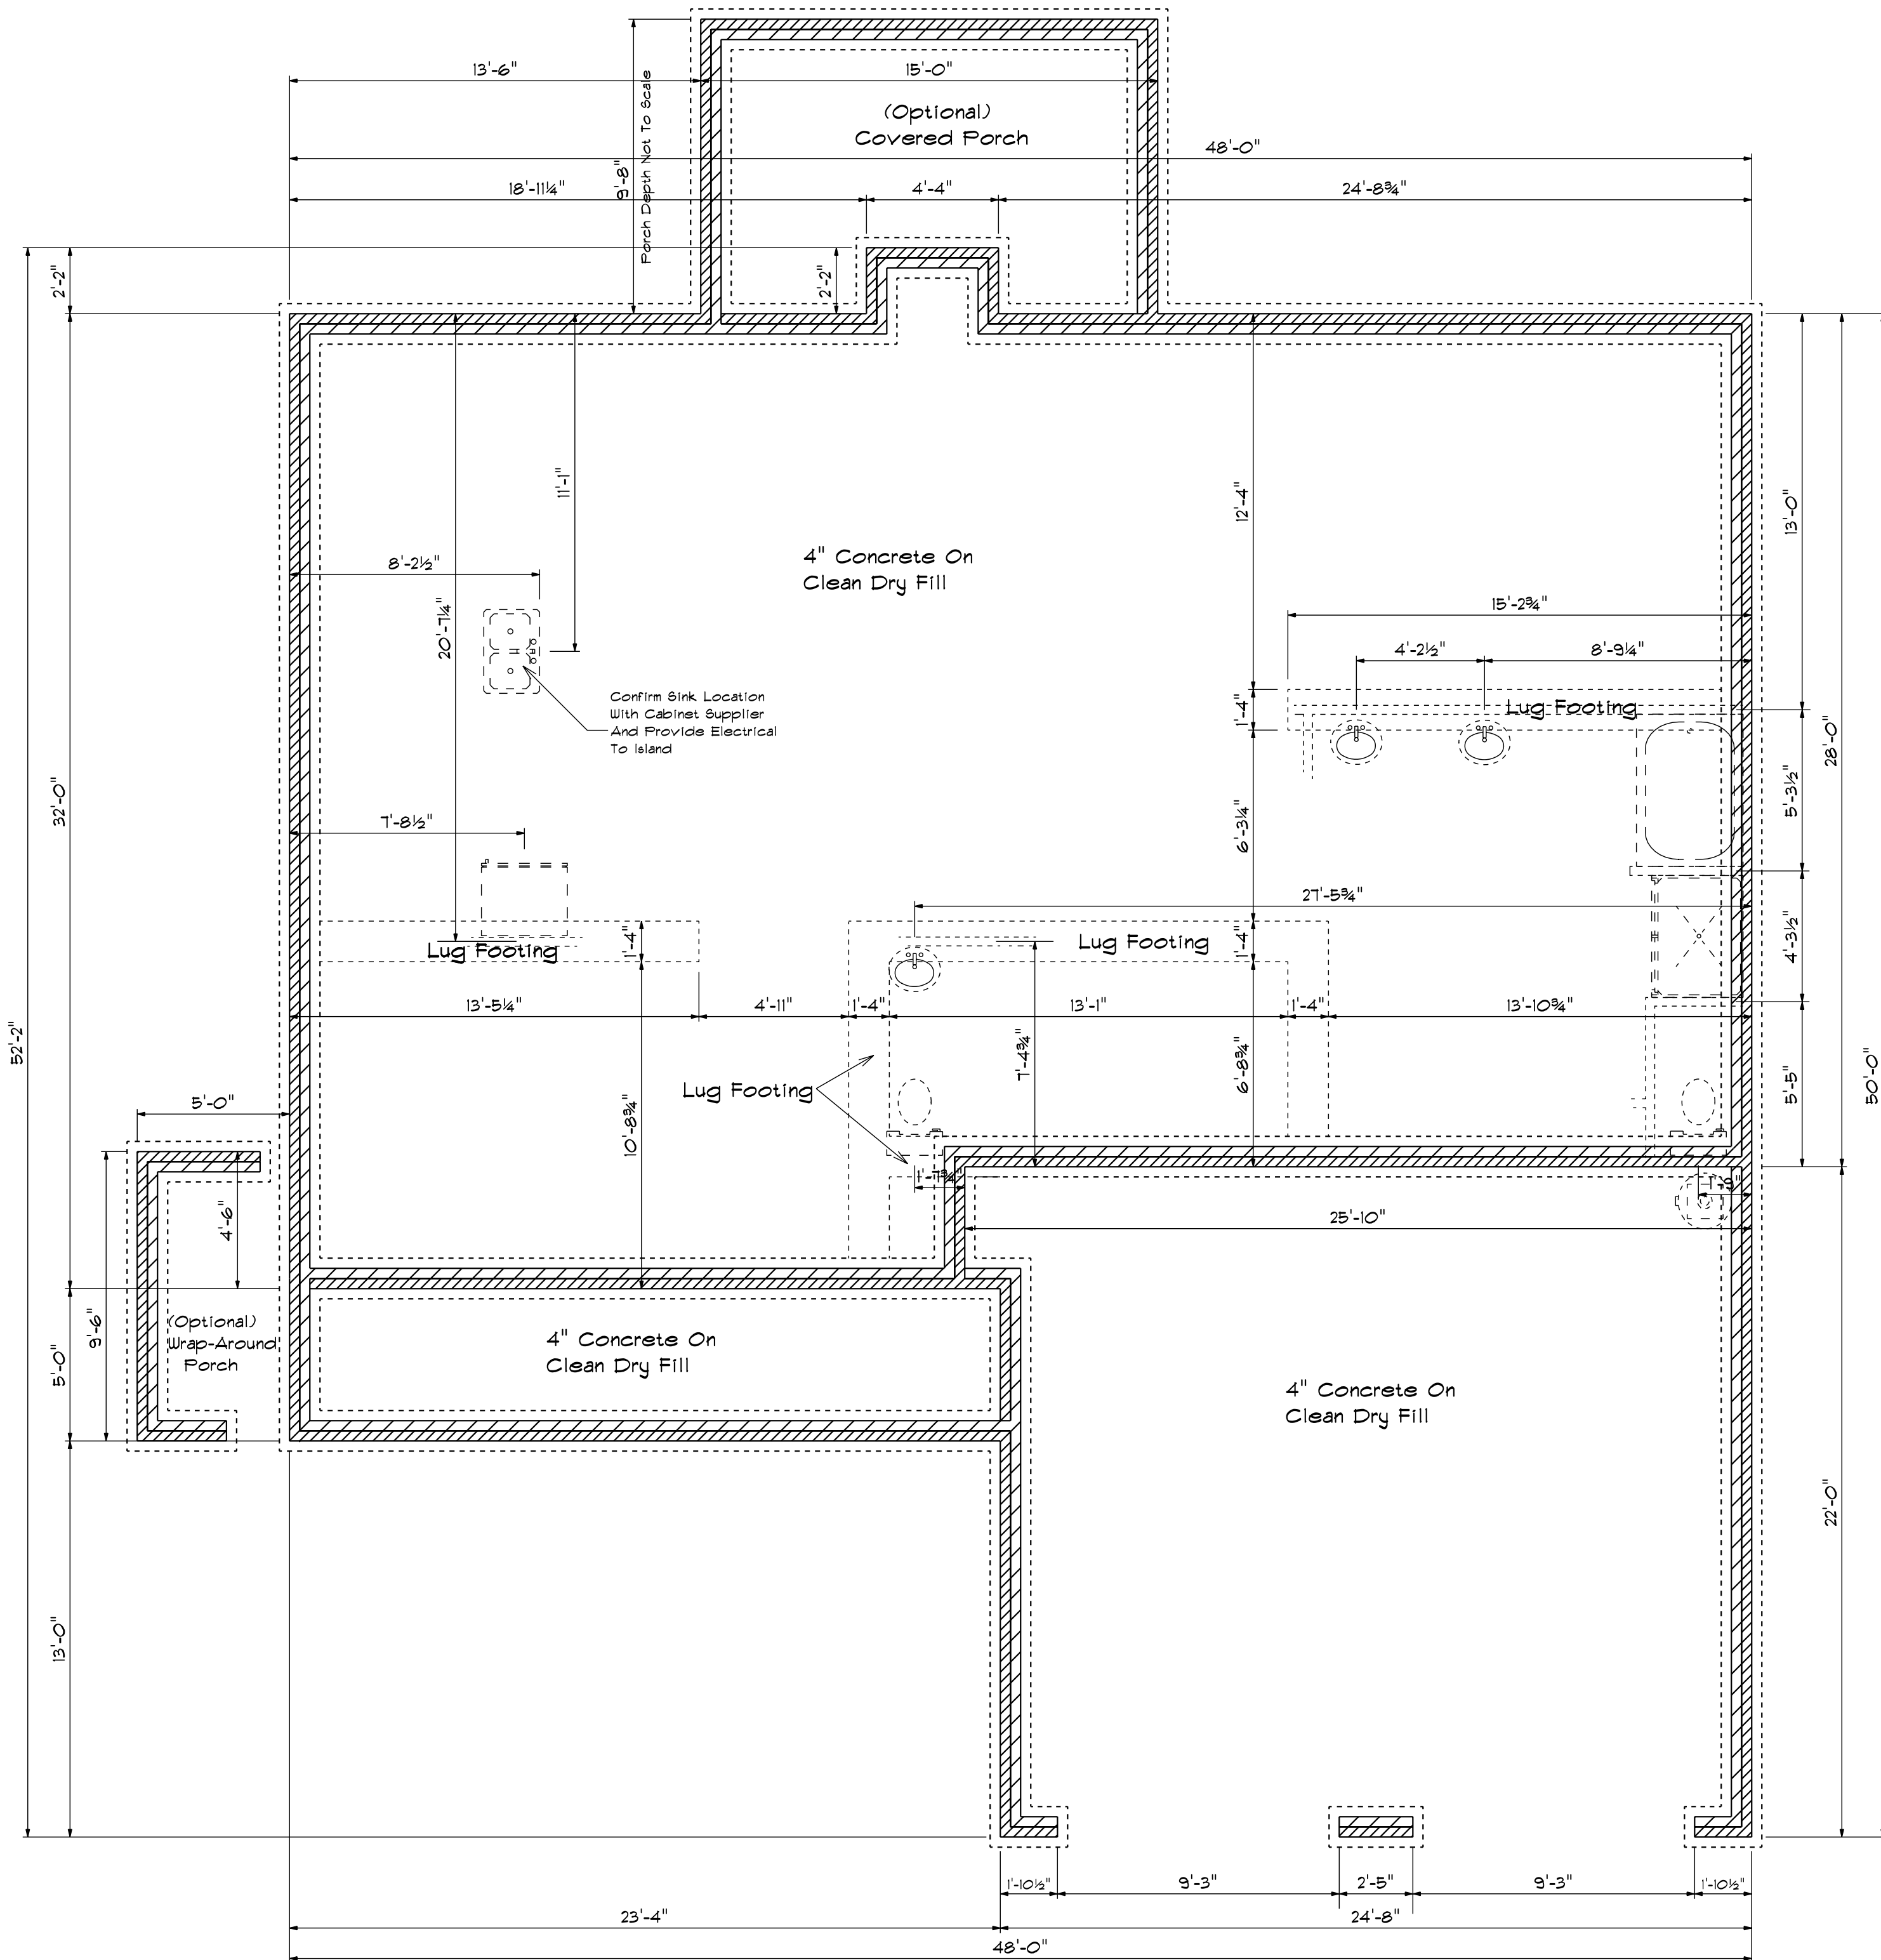 13'-6"
15'-0"
Porch Depth Not To Scale
9'-8"
(Optional)
Covered Porch
48'-0"
18'-11¼"
4'-4"
24'-8¾"
2'-2"
2'-2"
11'-1"
12'-4"
13'-0"
4" Concrete On
Clean Dry Fill
8'-2½"
20'-7¼"
15'-2¾"
4'-2½"
8'-9¼"
Confirm Sink Location
With Cabinet Supplier
And Provide Electrical
To Island
1'-4"
Lug Footing
28'-0"
32'-0"
5'-3½"
7'-8½"
6'-3¼"
27'-5¾"
Lug Footing
1'-4"
Lug Footing
1'-4"
4'-3½"
13'-5¼"
4'-11"
1'-4"
13'-1"
1'-4"
13'-10¾"
52'-2"
7'-4¾"
6'-8¾"
Lug Footing
5'-5"
50'-0"
5'-0"
10'-8¾"
1'-7¾"
1'-9"
4'-6"
25'-10"
9'-6"
(Optional)
Wrap-Around
Porch
5'-0"
4" Concrete On
Clean Dry Fill
4" Concrete On
Clean Dry Fill
22'-0"
13'-0"
1'-10½"
9'-3"
2'-5"
9'-3"
1'-10½"
23'-4"
24'-8"
48'-0"